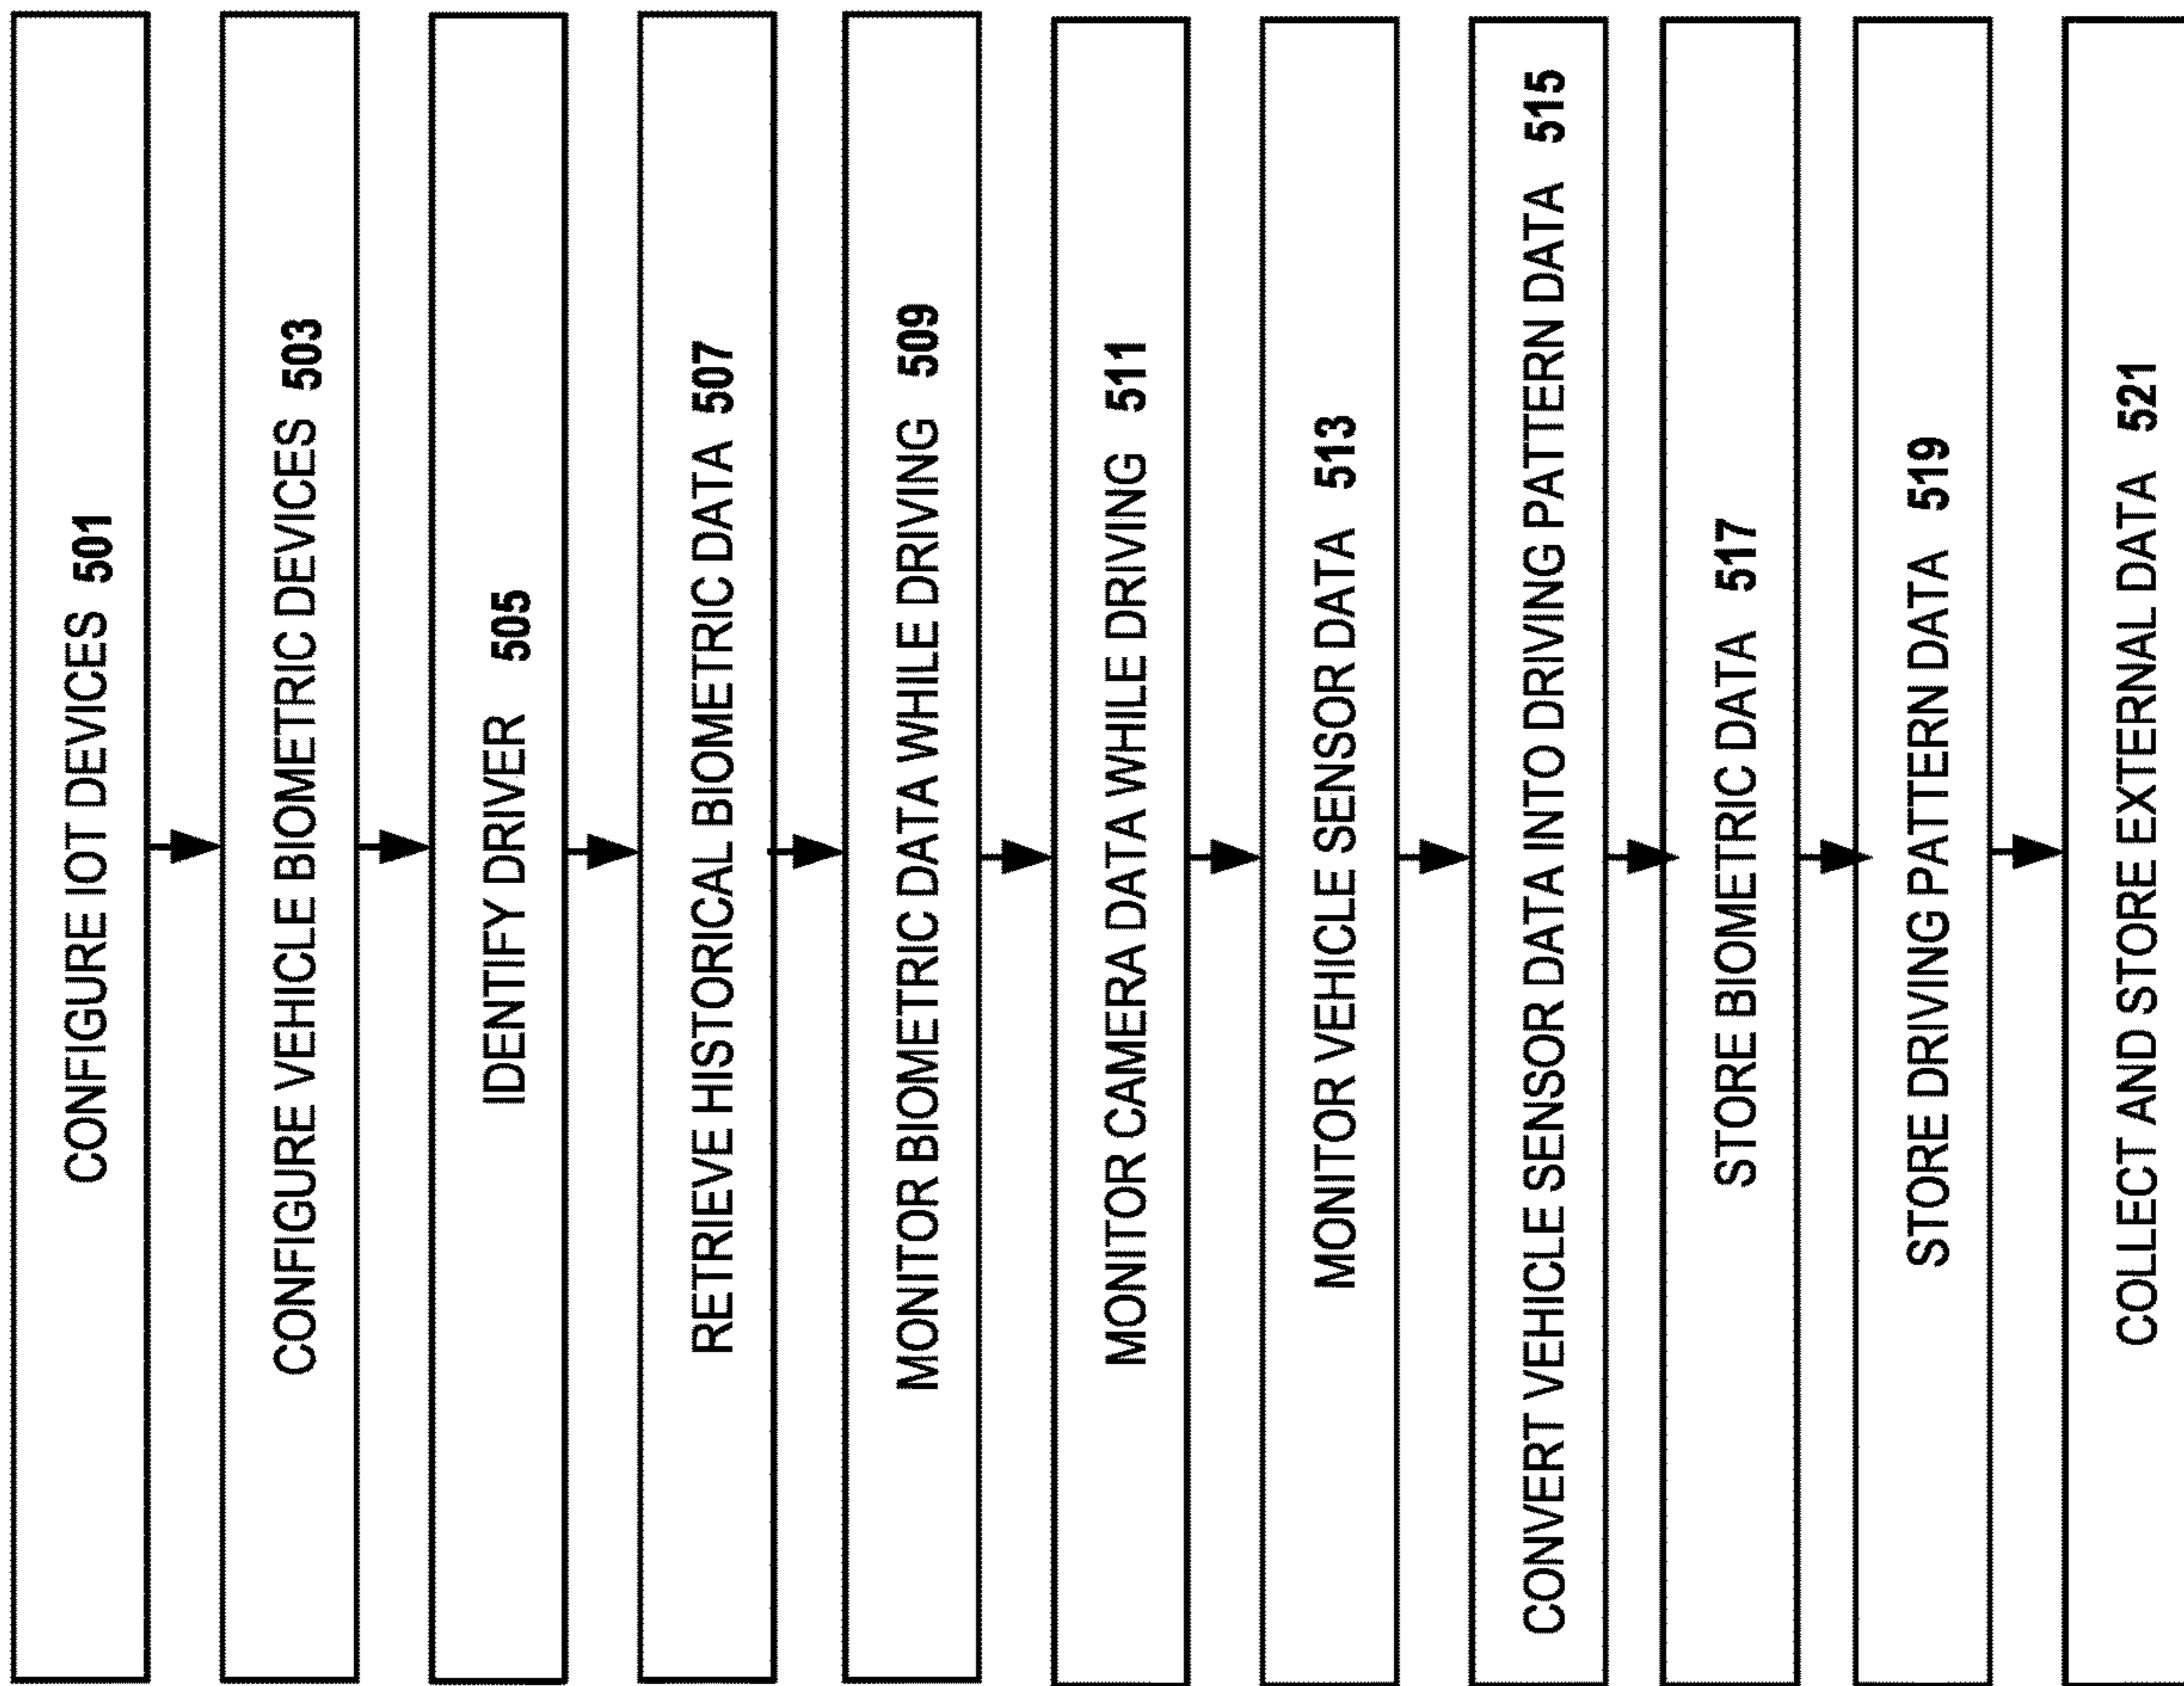 CONFIGURE IOT DEVICES 501
CONFIGURE VEHICLE BIOMETRIC DEVICES 503
IDENTIFY DRIVER 505
RETRIEVE HISTORICAL BIOMETRIC DATA 507
MONITOR BIOMETRIC DATA WHILE DRIVING 509
MONITOR CAMERA DATA WHILE DRIVING 511
MONITOR VEHICLE SENSOR DATA 513
CONVERT VEHICLE SENSOR DATA INTO DRIVING PATTERN DATA 515
STORE BIOMETRIC DATA 517
STORE DRIVING PATTERN DATA 519
COLLECT AND STORE EXTERNAL DATA 521